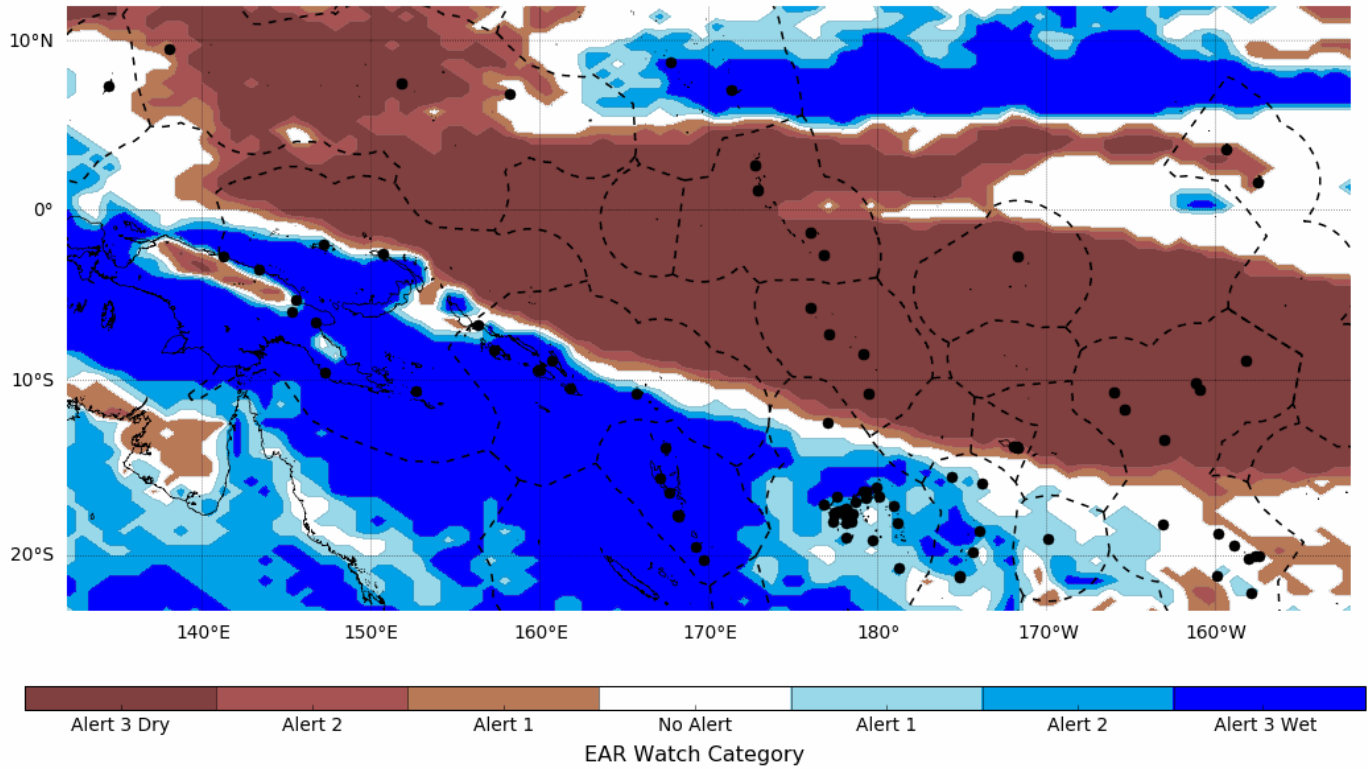 10°N
0°
10°S
20°S
140°E 150°E 160°E 170°E 180° 170°W 160°W
Alert 3 Dry Alert 2 Alert 1 No Alert Alert 1 Alert 2 Alert 3 Wet
EAR Watch Category